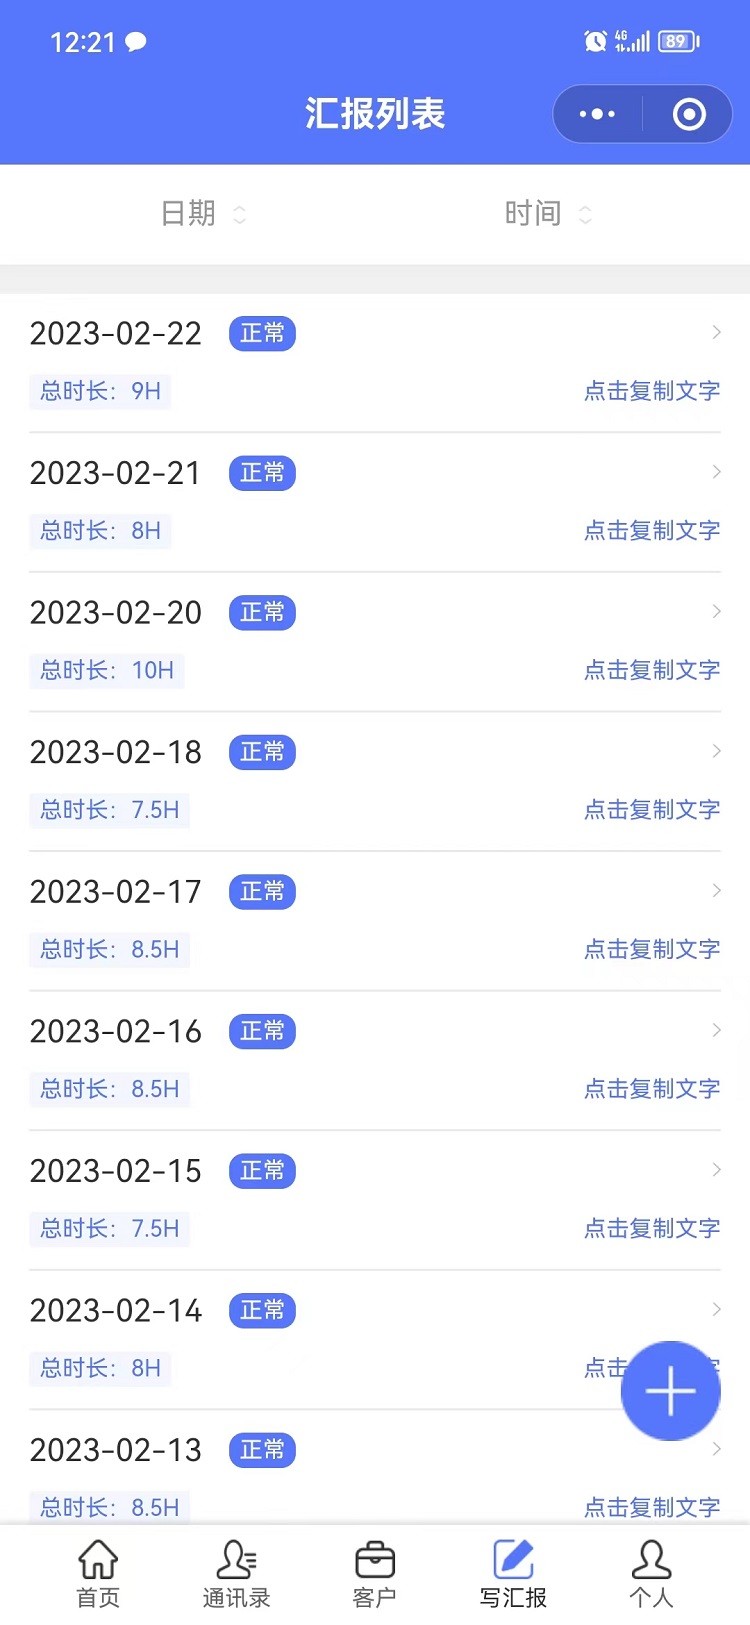 12:21 4G 89
汇报列表
日期 时间
2023-02-22 正常
总时长：9H 点击复制文字
2023-02-21 正常
总时长：8H 点击复制文字
2023-02-20 正常
总时长：10H 点击复制文字
2023-02-18 正常
总时长：7.5H 点击复制文字
2023-02-17 正常
总时长：8.5H 点击复制文字
2023-02-16 正常
总时长：8.5H 点击复制文字
2023-02-15 正常
总时长：7.5H 点击复制文字
2023-02-14 正常
总时长：8H 点击
2023-02-13 正常
总时长：8.5H 点击复制文字
首页 通讯录 客户 写汇报 个人